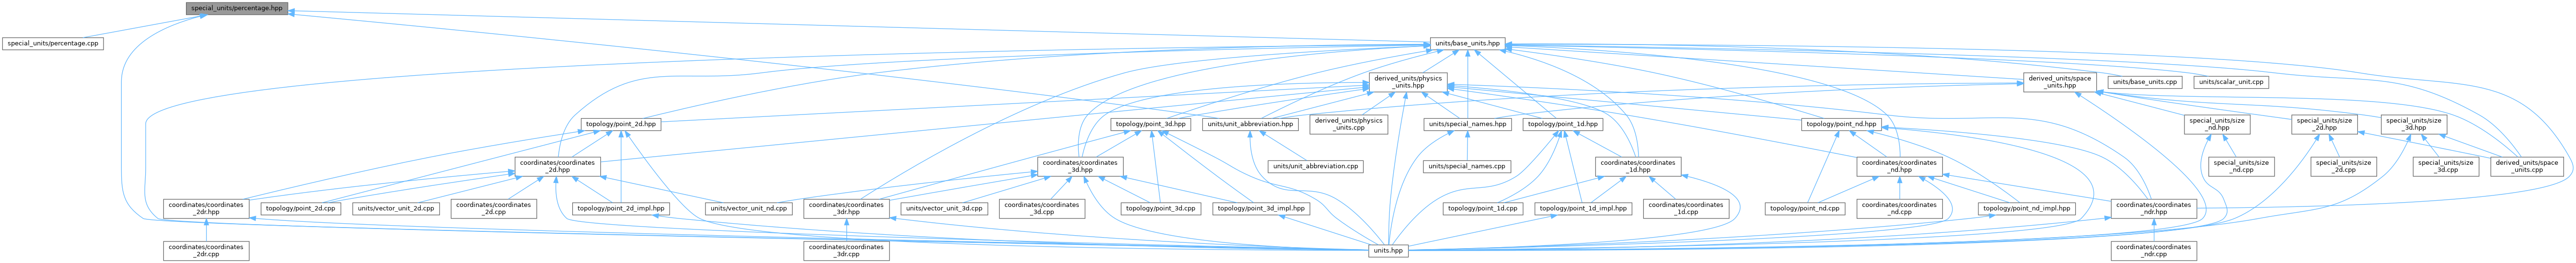 special_units/percentage.hpp
special_units/percentage.cpp
units/base_units.hpp
derived_units/physics
_units.hpp
derived_units/space
_units.hpp
units/base_units.cpp
units/scalar_unit.cpp
topology/point_2d.hpp
topology/point_3d.hpp
units/unit_abbreviation.hpp
derived_units/physics
_units.cpp
units/special_names.hpp
topology/point_1d.hpp
topology/point_nd.hpp
special_units/size
_nd.hpp
special_units/size
_2d.hpp
special_units/size
_3d.hpp
coordinates/coordinates
_2d.hpp
coordinates/coordinates
_3d.hpp
units/unit_abbreviation.cpp
units/special_names.cpp
coordinates/coordinates
_1d.hpp
coordinates/coordinates
_nd.hpp
special_units/size
_nd.cpp
special_units/size
_2d.cpp
special_units/size
_3d.cpp
derived_units/space
_units.cpp
coordinates/coordinates
_2dr.hpp
topology/point_2d.cpp
units/vector_unit_2d.cpp
coordinates/coordinates
_2d.cpp
topology/point_2d_impl.hpp
units/vector_unit_nd.cpp
coordinates/coordinates
_3dr.hpp
units/vector_unit_3d.cpp
coordinates/coordinates
_3d.cpp
topology/point_3d.cpp
topology/point_3d_impl.hpp
topology/point_1d.cpp
topology/point_1d_impl.hpp
coordinates/coordinates
_1d.cpp
topology/point_nd.cpp
coordinates/coordinates
_nd.cpp
topology/point_nd_impl.hpp
coordinates/coordinates
_ndr.hpp
coordinates/coordinates
_2dr.cpp
coordinates/coordinates
_3dr.cpp
units.hpp
coordinates/coordinates
_ndr.cpp